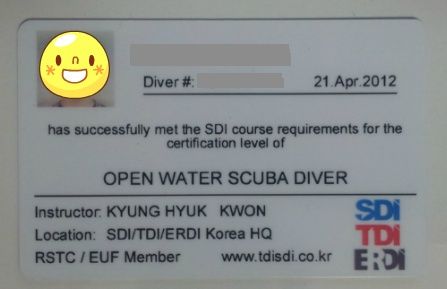 Diver #: 21.Apr.2012
has successfully met the SDI course requirements for the
certification level of
OPEN WATER SCUBA DIVER
Instructor: KYUNG HYUK KWON
Location: SDI/TDI/ERDI Korea HQ
RSTC / EUF Member www.tdisdi.co.kr
SDI
TDI
ERDI